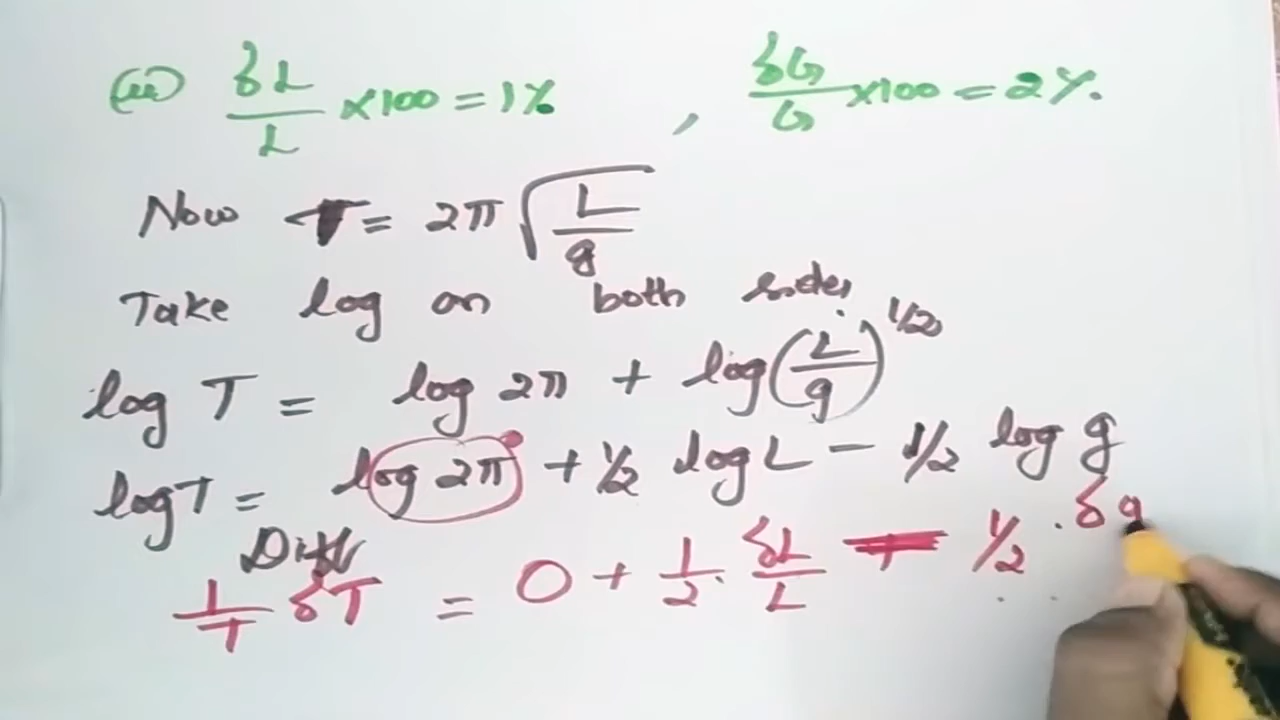 (iii) δL/L ×100 = 1% , δG/G ×100 = 2%.
Now T = 2π √(L/g)
Take log on both sides
log T = log 2π + log(L/g)^1/2
log T = log 2π + 1/2 log L − 1/2 log g
Diff
1/T δT = 0 + 1/2 . δL/L − 1/2 . δg